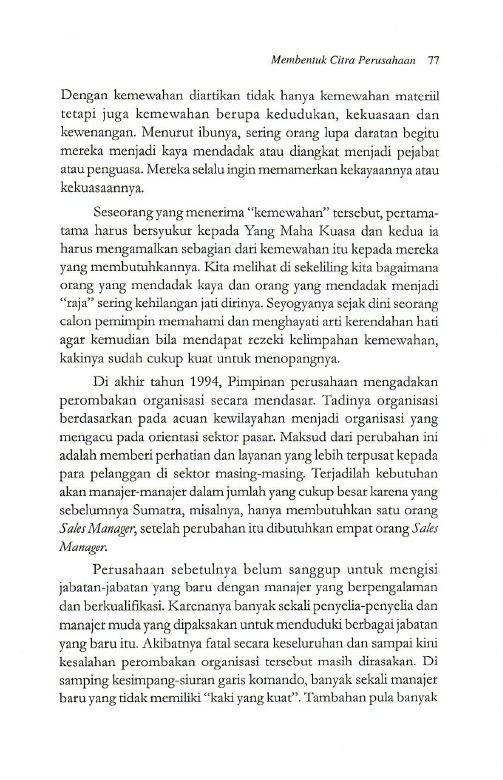 Membentuk Citra Perusahaan 77
Dengan kemewahan diartikan tidak hanya kemewahan materiil
tetapi juga kemewahan berupa kedudukan, kekuasaan dan
kewenangan. Menurut ibunya, sering orang lupa daratan begitu
mereka menjadi kaya mendadak atau diangkat menjadi pejabat
atau penguasa. Mereka selalu ingin memamerkan kekayaannya atau
kekuasaannya.
Seseorang yang menerima “kemewahan” tersebut, pertama-
tama harus bersyukur kepada Yang Maha Kuasa dan kedua ia
harus mengamalkan sebagian dari kemewahan itu kepada mereka
yang membutuhkannya. Kita melihat di sekeliling kita bagaimana
orang yang mendadak kaya dan orang yang mendadak menjadi
“raja” sering kehilangan jati dirinya. Seyogyanya sejak dini seorang
calon pemimpin memahami dan menghayati arti kerendahan hati
agar kemudian bila mendapat rezeki kelimpahan kemewahan,
kakinya sudah cukup kuat untuk menopangnya.
Di akhir tahun 1994, Pimpinan perusahaan mengadakan
perombakan organisasi secara mendasar. Tadinya organisasi
berdasarkan pada acuan kewilayahan menjadi organisasi yang
mengacu pada orientasi sektor pasar. Maksud dari perubahan ini
adalah memberi perhatian dan layanan yang lebih terpusat kepada
para pelanggan di sektor masing-masing. Terjadilah kebutuhan
akan manajer-manajer dalam jumlah yang cukup besar karena yang
sebelumnya Sumatra, misalnya, hanya membutuhkan satu orang
Sales Manager, setelah perubahan itu dibutuhkan empat orang Sales
Manager.
Perusahaan sebetulnya belum sanggup untuk mengisi
jabatan-jabatan yang baru dengan manajer yang berpengalaman
dan berkualifikasi. Karenanya banyak sekali penyelia-penyelia dan
manajer muda yang dipaksakan untuk menduduki berbagai jabatan
yang baru itu. Akibatnya fatal secara keseluruhan dan sampai kini
kesalahan perombakan organisasi tersebut masih dirasakan. Di
samping kesimpang-siuran garis komando, banyak sekali manajer
baru yang tidak memiliki “kaki yang kuat”. Tambahan pula banyak